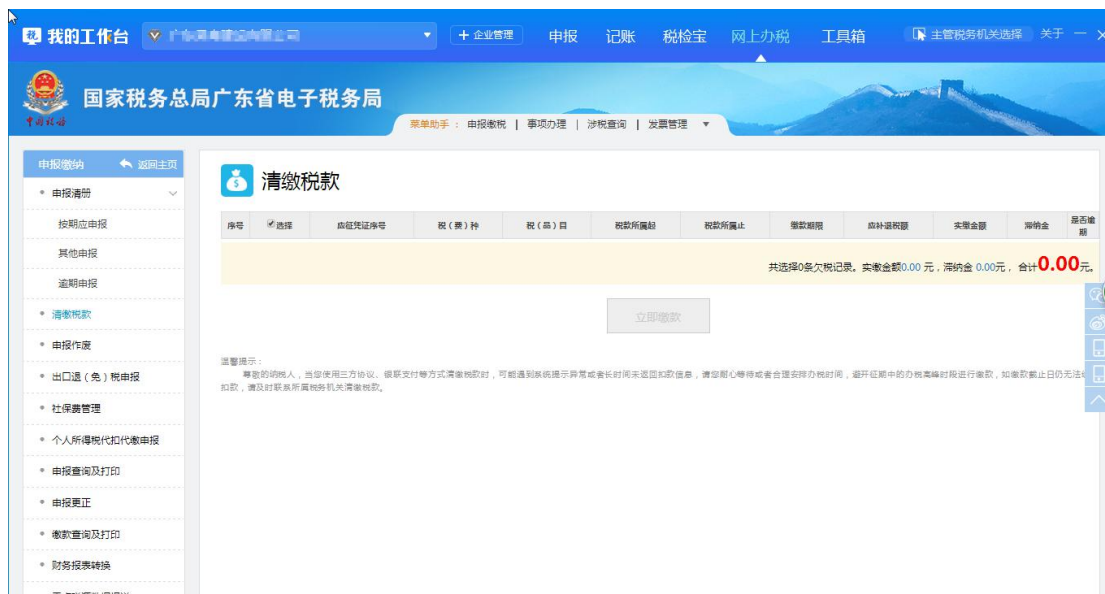 税 我的工作台 + 企业管理 申报 记账 税检宝 网上办税 工具箱 主管税务机关选择 关于
中国税务 国家税务总局广东省电子税务局
菜单助手： 申报缴税 | 事项办理 | 涉税查询 | 发票管理
申报缴纳 返回主页
申报清册
按期应申报
其他申报
逾期申报
清缴税款
申报作废
出口退（免）税申报
社保费管理
个人所得税代扣代缴申报
申报查询及打印
申报更正
缴款查询及打印
财务报表转换
清缴税款
序号 选择 应征凭证序号 税（费）种 税（品）目 税款所属起 税款所属止 缴款期限 应补退税额 实缴金额 滞纳金 是否逾期
共选择0条欠税记录。实缴金额0.00 元，滞纳金 0.00元， 合计0.00元。
立即缴款
温馨提示：
尊敬的纳税人，当您使用三方协议、银联支付等方式清缴税款时，可能遇到系统提示异常或者长时间未返回扣款信息，请您耐心等待或者合理安排办税时间，避开征期中的办税高峰时段进行缴款，如缴款截止日仍无法
扣款，请及时联系所属税务机关清缴税款。